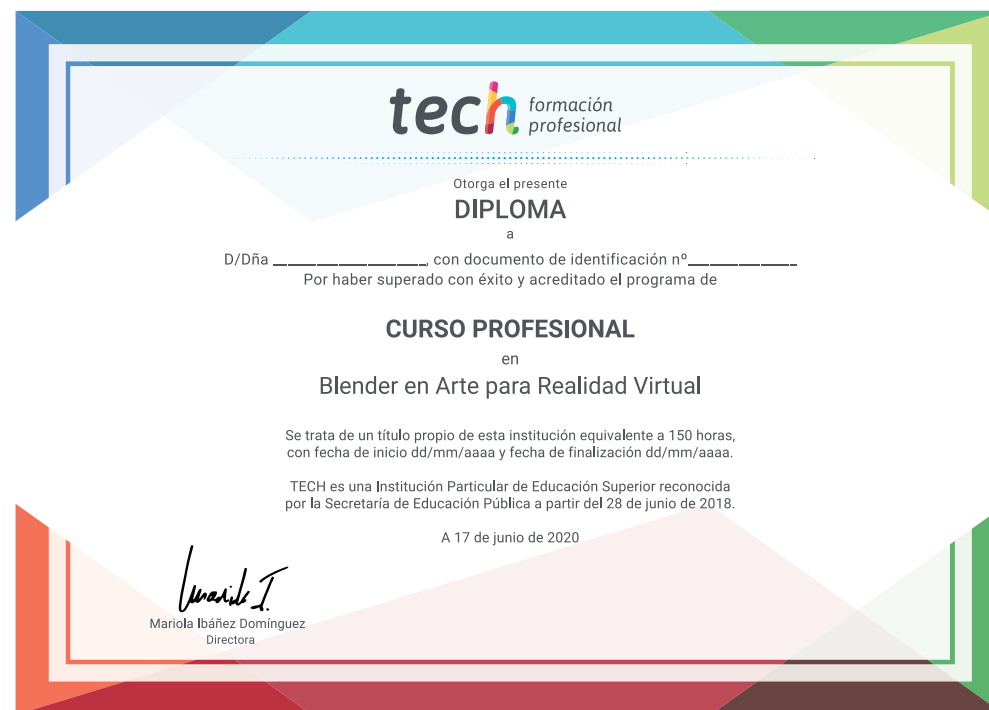 tech formación
profesional
Otorga el presente
DIPLOMA
a
D/Dña ____________________, con documento de identificación nº______________
Por haber superado con éxito y acreditado el programa de
CURSO PROFESIONAL
en
Blender en Arte para Realidad Virtual
Se trata de un título propio de esta institución equivalente a 150 horas,
con fecha de inicio dd/mm/aaaa y fecha de finalización dd/mm/aaaa.
TECH es una Institución Particular de Educación Superior reconocida
por la Secretaría de Educación Pública a partir del 28 de junio de 2018.
A 17 de junio de 2020
Mariola Ibáñez Domínguez
Directora